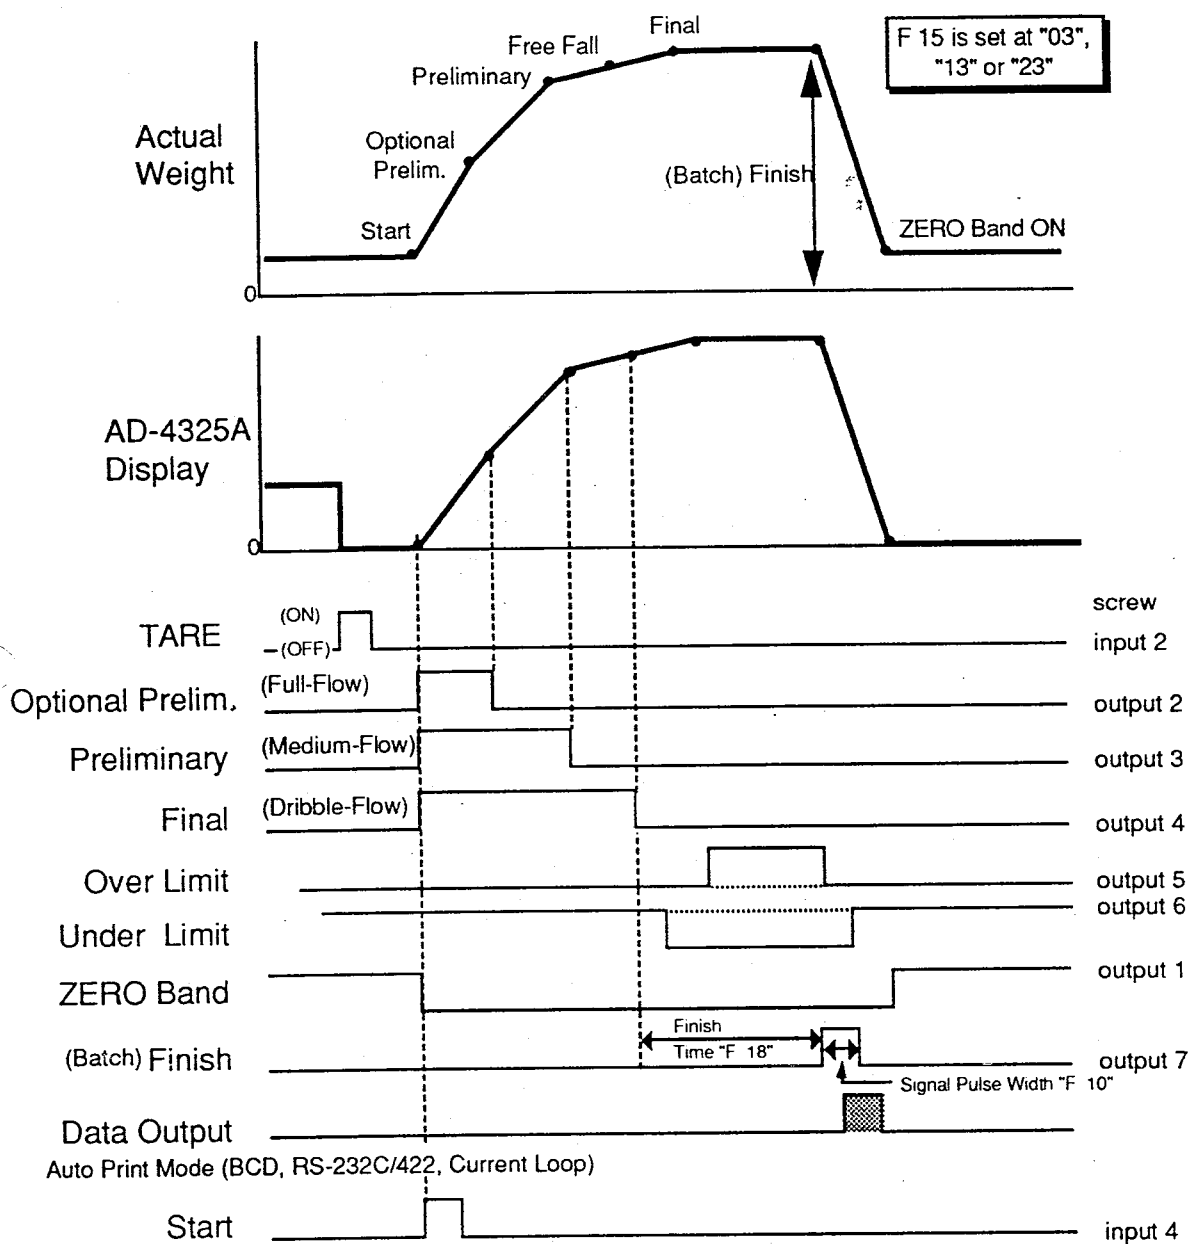 Final
Free Fall
Preliminary
F 15 is set at "03",
"13" or "23"
Actual
Weight
Optional
Prelim.
(Batch) Finish
Start
ZERO Band ON
0
AD-4325A
Display
0
screw
TARE
(ON)
(OFF)
input 2
Optional Prelim.
(Full-Flow)
output 2
Preliminary
(Medium-Flow)
output 3
Final
(Dribble-Flow)
output 4
Over Limit
output 5
output 6
Under Limit
ZERO Band
output 1
(Batch) Finish
Finish
Time "F 18"
output 7
Signal Pulse Width "F 10"
Data Output
Auto Print Mode (BCD, RS-232C/422, Current Loop)
Start
input 4